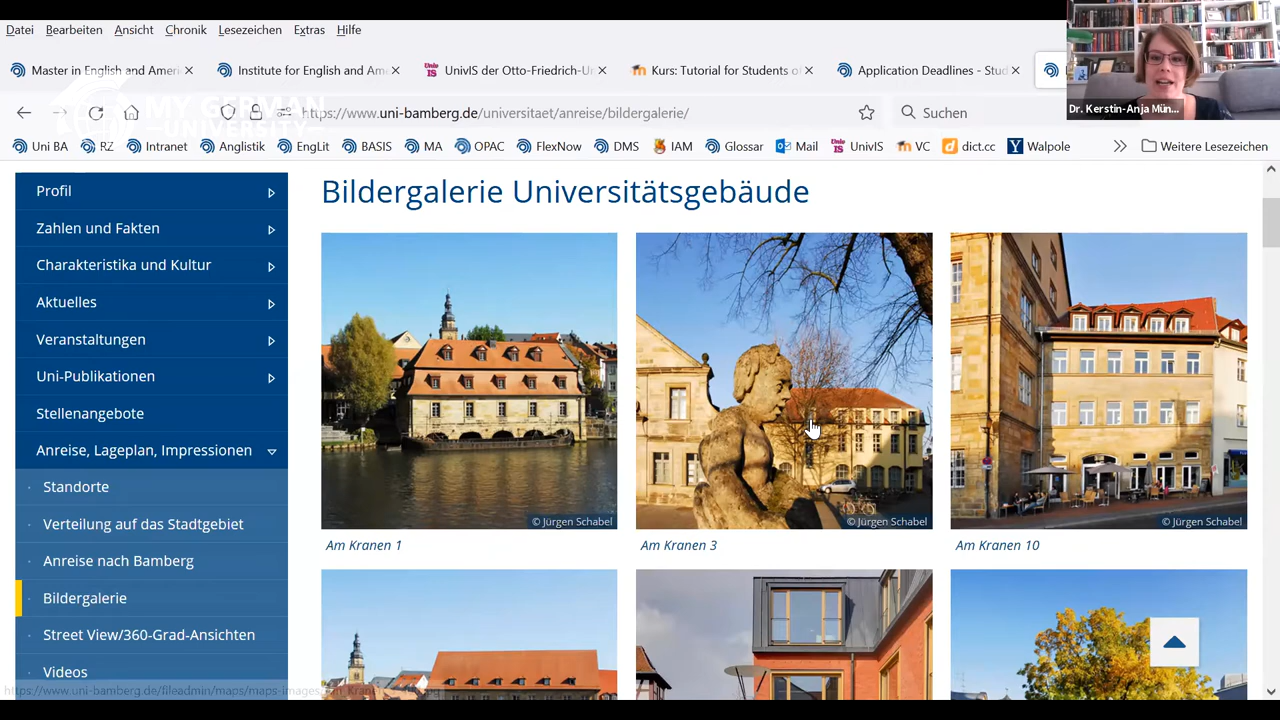 Datei Bearbeiten Ansicht Chronik Lesezeichen Extras Hilfe
Master in English and Ameri
Institute for English and Am
UnivIS der Otto-Friedrich-U
Kurs: Tutorial for Students o
Application Deadlines - Stud
Dr. Kerstin-Anja Mün...
MY GERMAN
UNIVERSITY
https://www.uni-bamberg.de/universitaet/anreise/bildergalerie/
Suchen
Uni BA RZ Intranet Anglistik EngLit BASIS MA OPAC FlexNow DMS IAM Glossar Mail UnivIS VC dict.cc Walpole Weitere Lesezeichen
Profil
Zahlen und Fakten
Charakteristika und Kultur
Aktuelles
Veranstaltungen
Uni-Publikationen
Stellenangebote
Anreise, Lageplan, Impressionen
Standorte
Verteilung auf das Stadtgebiet
Anreise nach Bamberg
Bildergalerie
Street View/360-Grad-Ansichten
Videos
Bildergalerie Universitätsgebäude
© Jürgen Schabel
© Jürgen Schabel
© Jürgen Schabel
Am Kranen 1
Am Kranen 3
Am Kranen 10